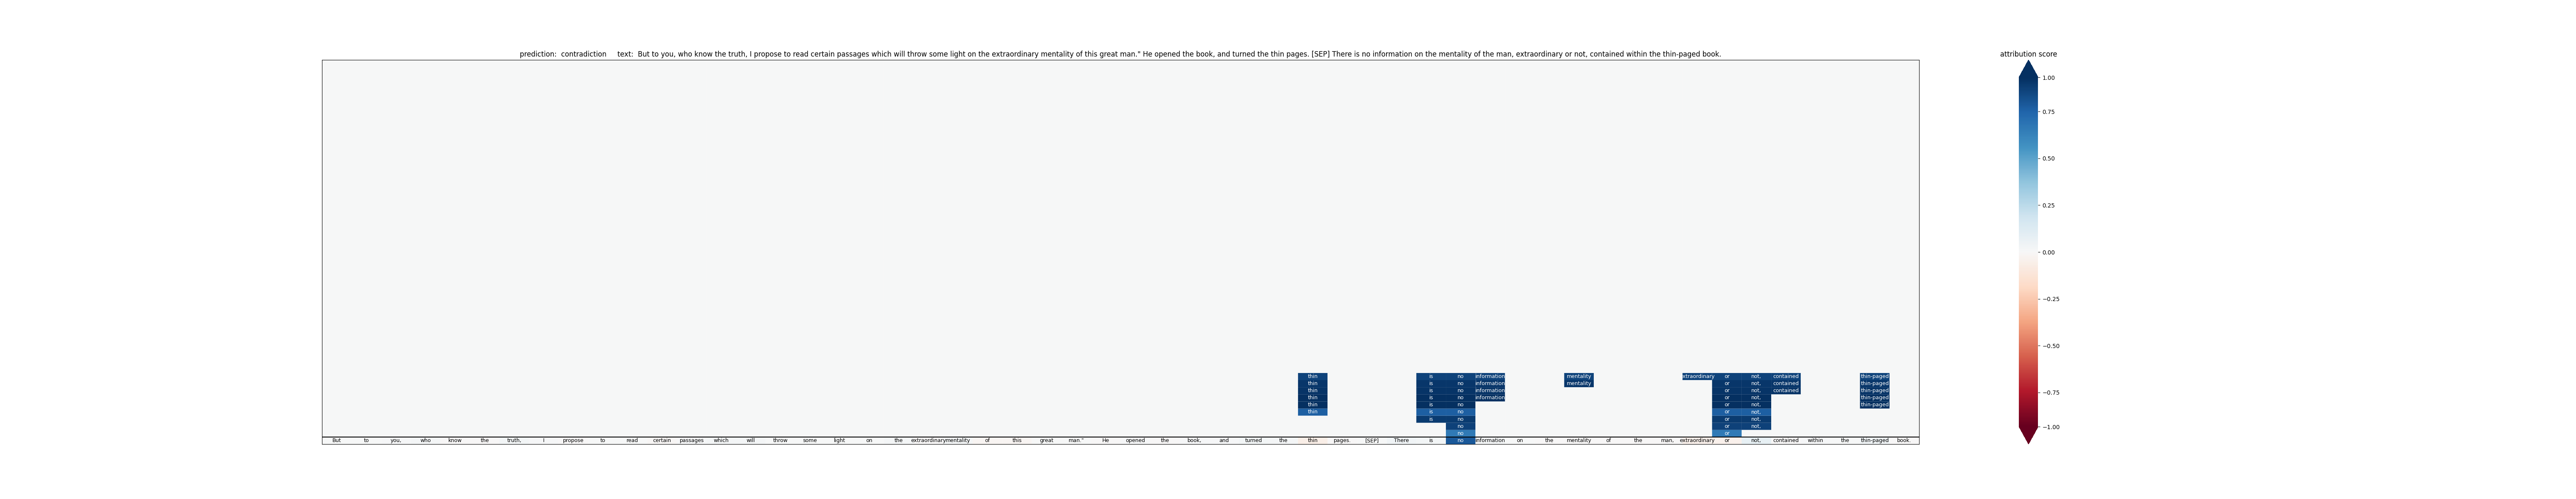 prediction:  contradiction     text:  But to you, who know the truth, I propose to read certain passages which will throw some light on the extraordinary mentality of this great man." He opened the book, and turned the thin pages. [SEP] There is no information on the mentality of the man, extraordinary or not, contained within the thin-paged book.
attribution score
1.00
0.75
0.50
0.25
0.00
−0.25
−0.50
−0.75
−1.00
thin is no information mentality xtraordinary or not, contained thin-paged
thin is no information mentality or not, contained thin-paged
thin is no information or not, contained thin-paged
thin is no information or not, thin-paged
thin is no or not, thin-paged
thin is no or not,
is no or not,
no or not,
no or
But to you, who know the truth, I propose to read certain passages which will throw some light on the extraordinary mentality of this great man." He opened the book, and turned the thin pages. [SEP] There is no information on the mentality of the man, extraordinary or not, contained within the thin-paged book.